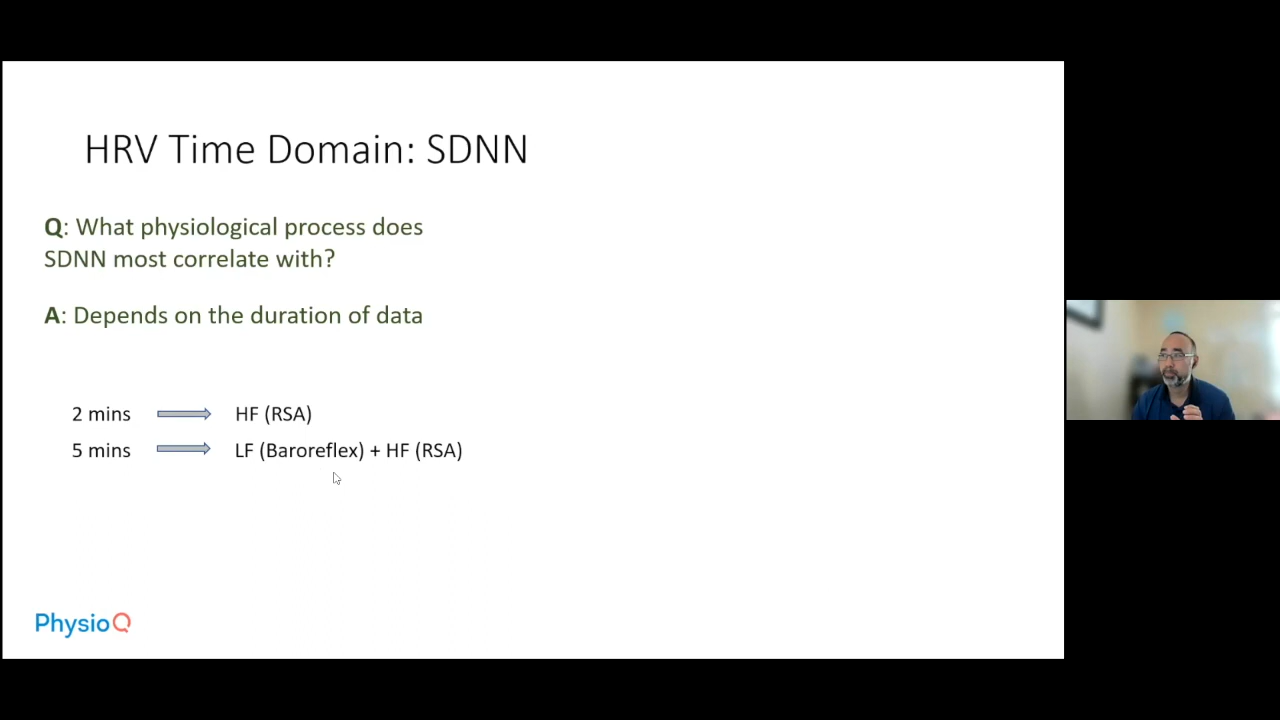 HRV Time Domain: SDNN
Q: What physiological process does
SDNN most correlate with?
A: Depends on the duration of data
2 mins
HF (RSA)
5 mins
LF (Baroreflex) + HF (RSA)
PhysioQ